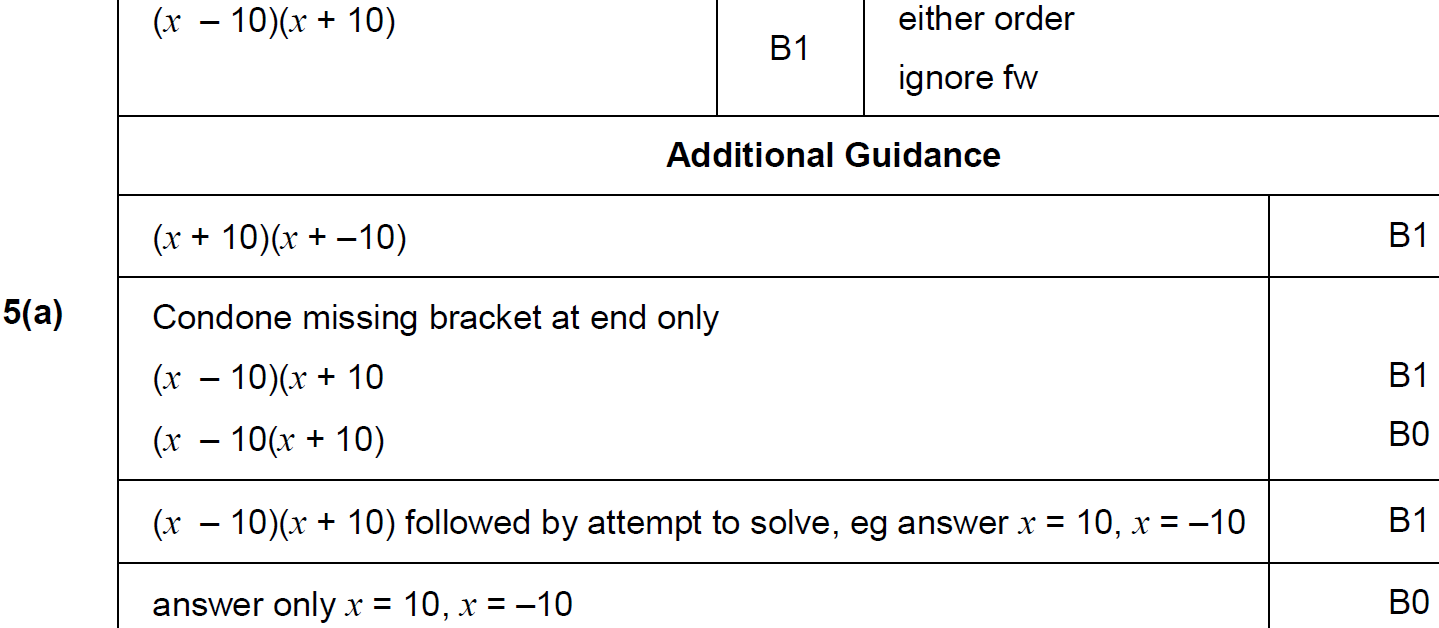 (x – 10)(x + 10)
B1
either order
ignore fw
Additional Guidance
(x + 10)(x + –10)
B1
5(a)
Condone missing bracket at end only
(x – 10)(x + 10
B1
(x – 10(x + 10)
B0
(x – 10)(x + 10) followed by attempt to solve, eg answer x = 10, x = –10
B1
answer only x = 10, x = –10
B0